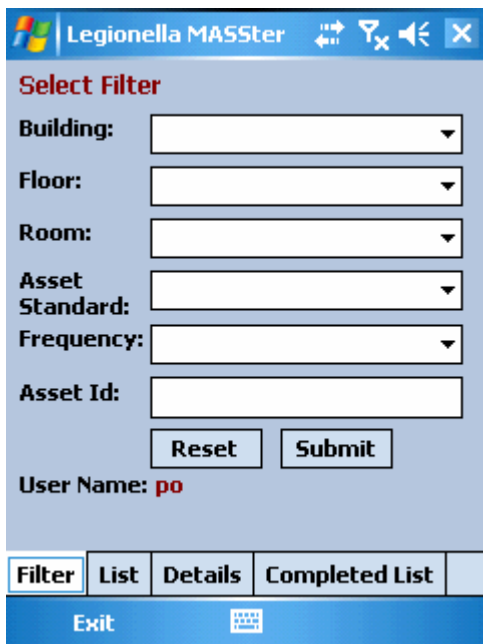 Legionella MASSter
Select Filter
Building:
Floor:
Room:
Asset
Standard:
Frequency:
Asset Id:
Reset Submit
User Name: po
Filter List Details Completed List
Exit